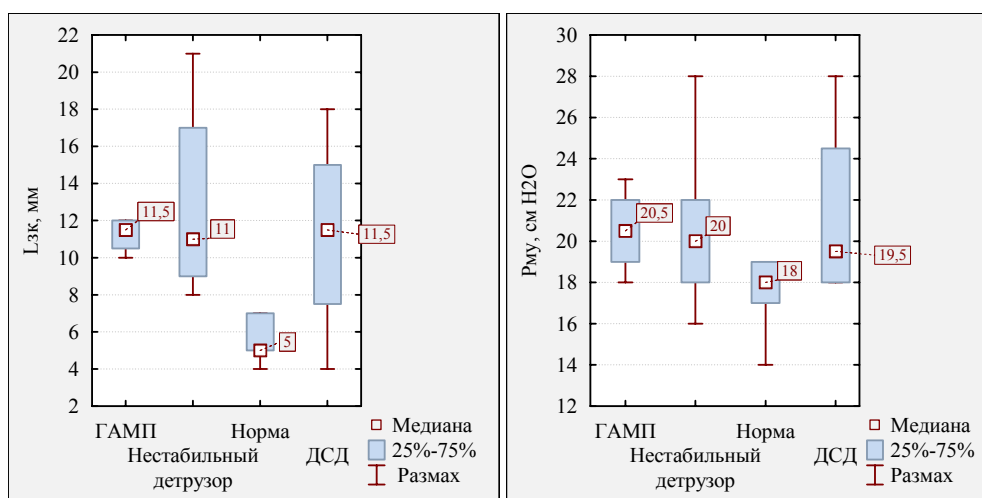 Lзк, мм
22
20
18
16
14
12
10
8
6
4
2
11,5
11
5
11,5
ГАМП
Норма
Нестабильный
детрузор
ДСД
Медиана
25%-75%
Размах
Pму, см H2O
28
26
24
22
20
18
16
14
12
20,5
20
18
19,5
ГАМП
Норма
Нестабильный
детрузор
ДСД
Медиана
25%-75%
Размах